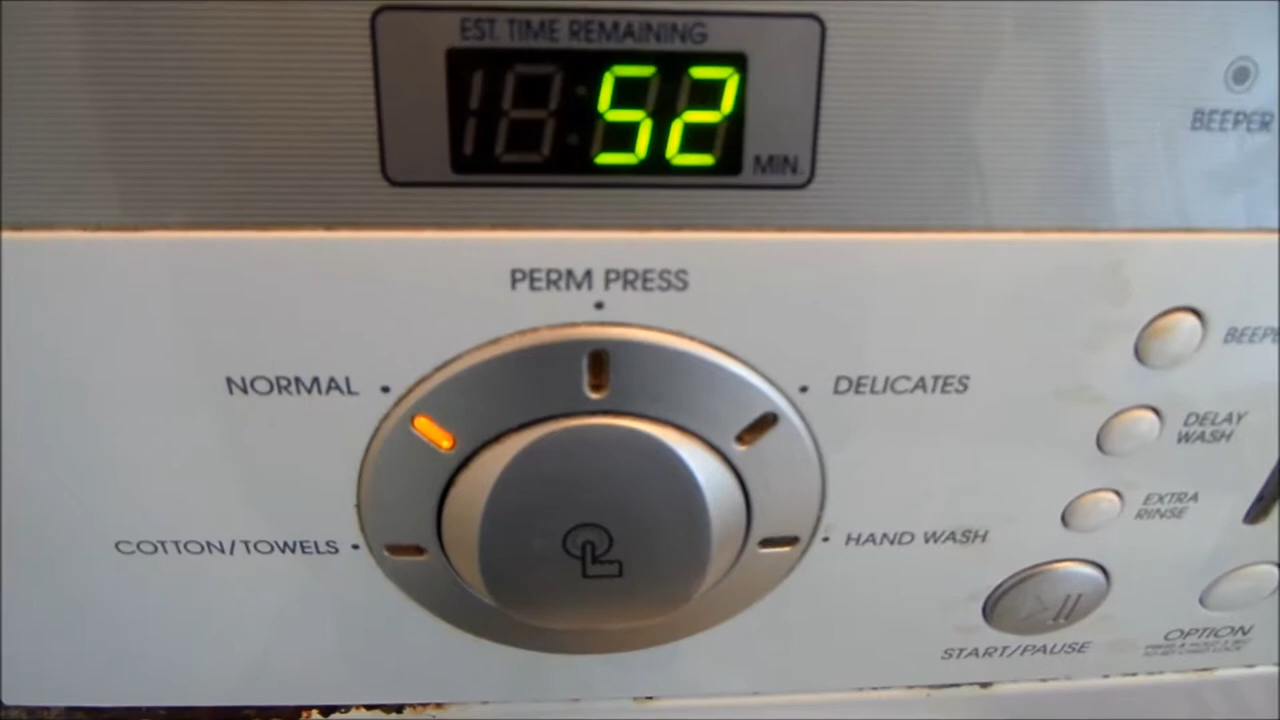 EST. TIME REMAINING
52
MIN.
BEEPER
PERM PRESS
NORMAL
DELICATES
COTTON/TOWELS
HAND WASH
DELAY
WASH
EXTRA
RINSE
START/PAUSE
OPTION